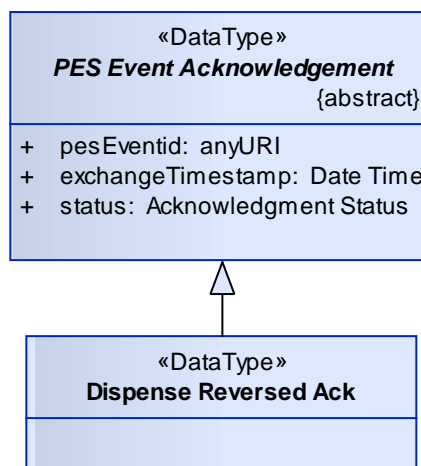 «DataType»
PES Event Acknowledgement
{abstract}
+ pesEventid: anyURI
+ exchangeTimestamp: Date Time
+ status: Acknowledgment Status
«DataType»
Dispense Reversed Ack